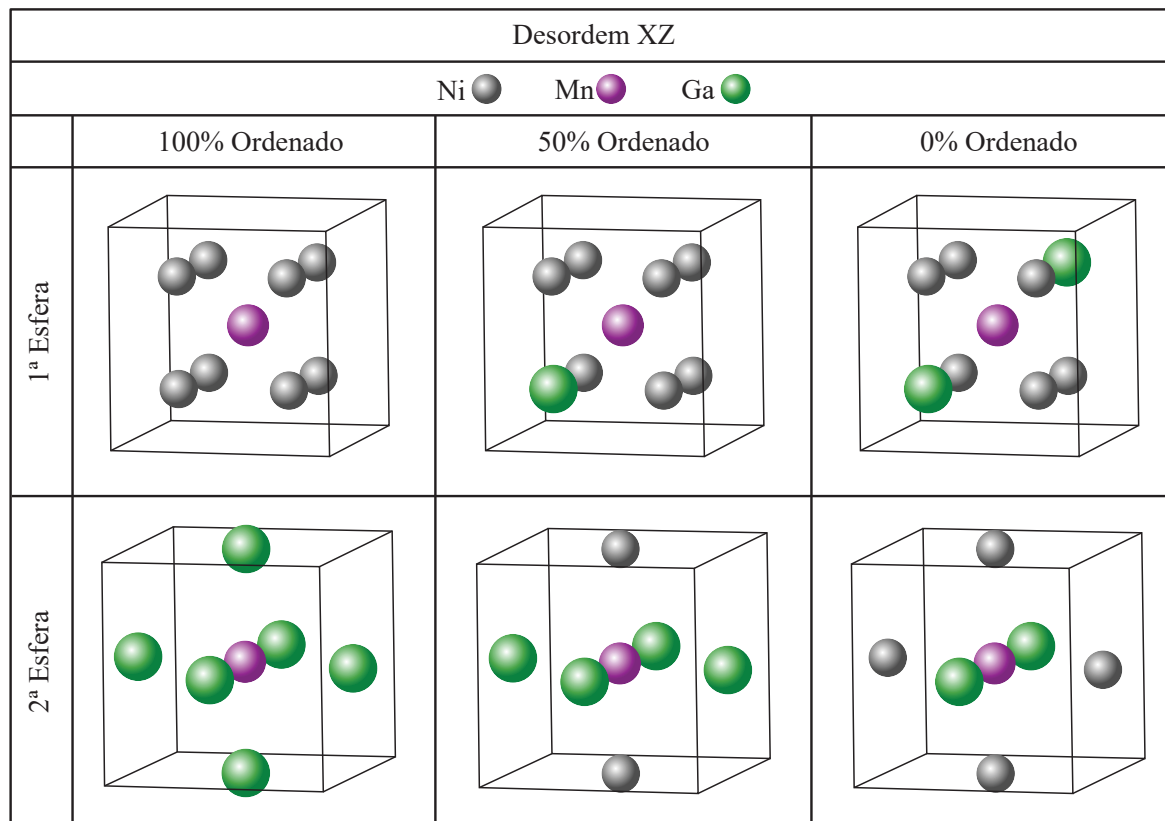 Desordem XZ
Ni Mn Ga
100% Ordenado 50% Ordenado 0% Ordenado
1ª Esfera
2ª Esfera